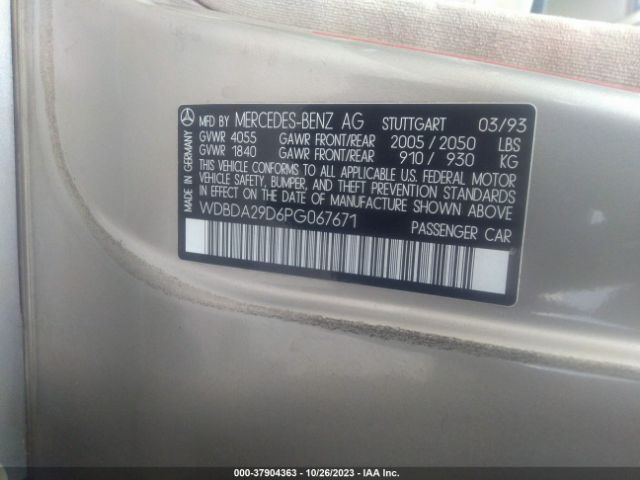 MADE IN GERMANY
MFD BY MERCEDES-BENZ AG STUTTGART 03/93
GVWR 4055 GAWR FRONT/REAR 2005 / 2050 LBS
GVWR 1840 GAWR FRONT/REAR 910 / 930 KG
THIS VEHICLE CONFORMS TO ALL APPLICABLE U.S. FEDERAL MOTOR
VEHICLE SAFETY, BUMPER, AND THEFT PREVENTION STANDARDS
IN EFFECT ON THE DATE OF MANUFACTURE SHOWN ABOVE
WDBDA29D6PG067671 PASSENGER CAR
000-37904363 | 10/26/2023 | IAA Inc.